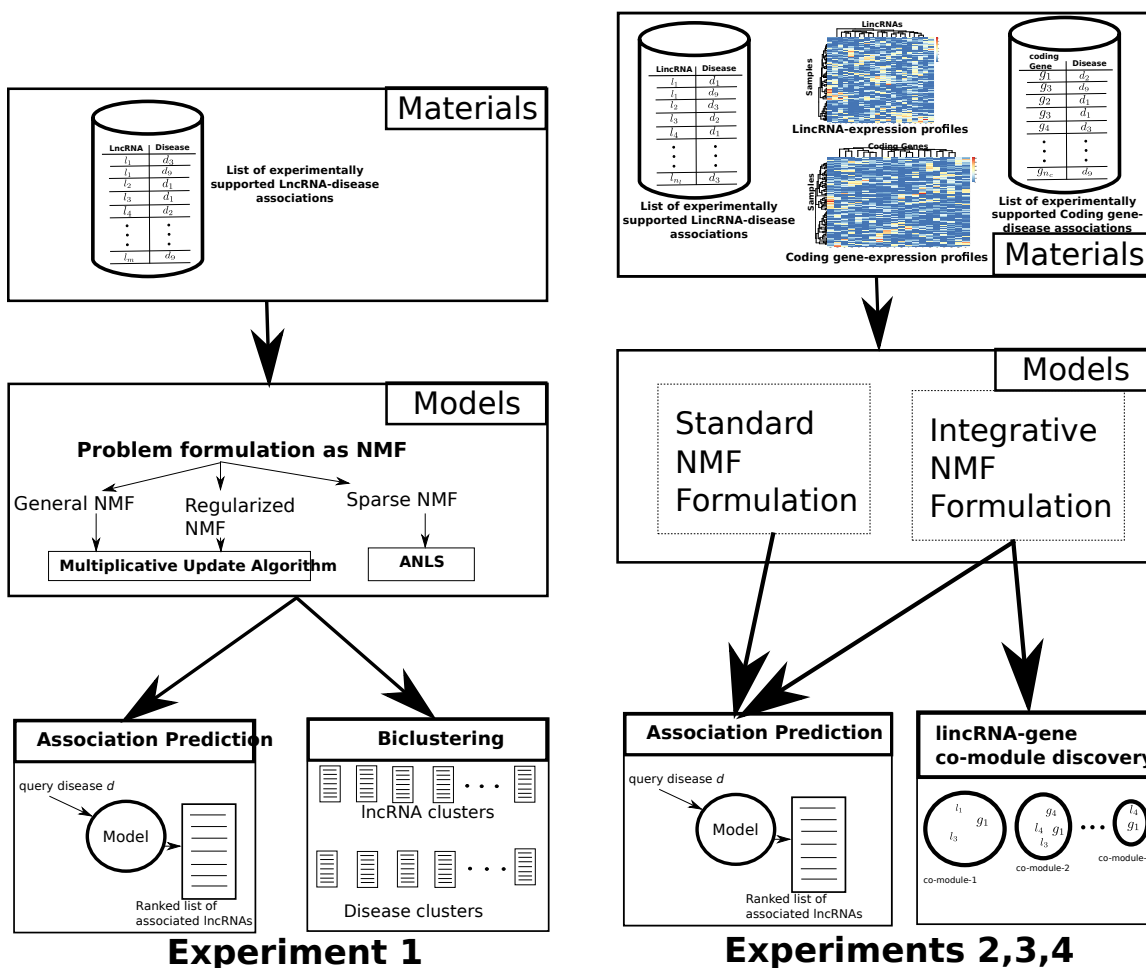 Materials
LncRNA Disease
l1 d3
l1 d9
l2 d1
l3 d1
l4 d2
lm d9
List of experimentally
supported LncRNA-disease
associations
Models
Problem formulation as NMF
General NMF
Regularized
NMF
Sparse NMF
Multiplicative Update Algorithm
ANLS
Association Prediction
query disease d
Model
Ranked list of
associated lncRNAs
Biclustering
lncRNA clusters
Disease clusters
Experiment 1
LincRNA Disease
l1 d1
l1 d9
l2 d3
l3 d2
l4 d1
lnl d3
List of experimentally
supported LincRNA-disease
associations
LincRNAs
Samples
LincRNA-expression profiles
Coding Genes
Samples
Coding gene-expression profiles
coding
Gene Disease
g1 d2
g3 d9
g2 d1
g3 d1
g4 d3
gnc d9
List of experimentally
supported Coding gene-
disease associations
Materials
Models
Standard
NMF
Formulation
Integrative
NMF
Formulation
Association Prediction
query disease d
Model
Ranked list of
associated lncRNAs
lincRNA-gene
co-module discovery
l1
g1
l3
co-module-1
g4
l4 g1
l3
co-module-2
l4
g1
co-module-
Experiments 2,3,4